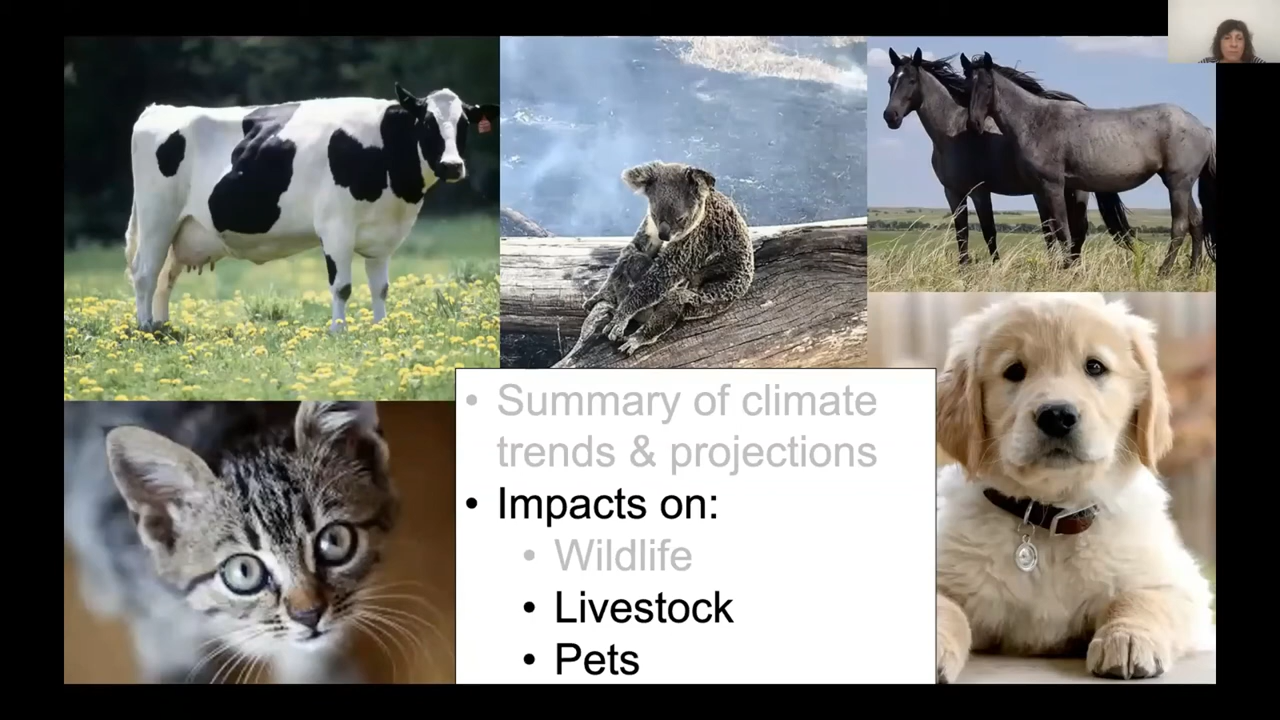 • Summary of climate
trends & projections
• Impacts on:
• Wildlife
• Livestock
• Pets